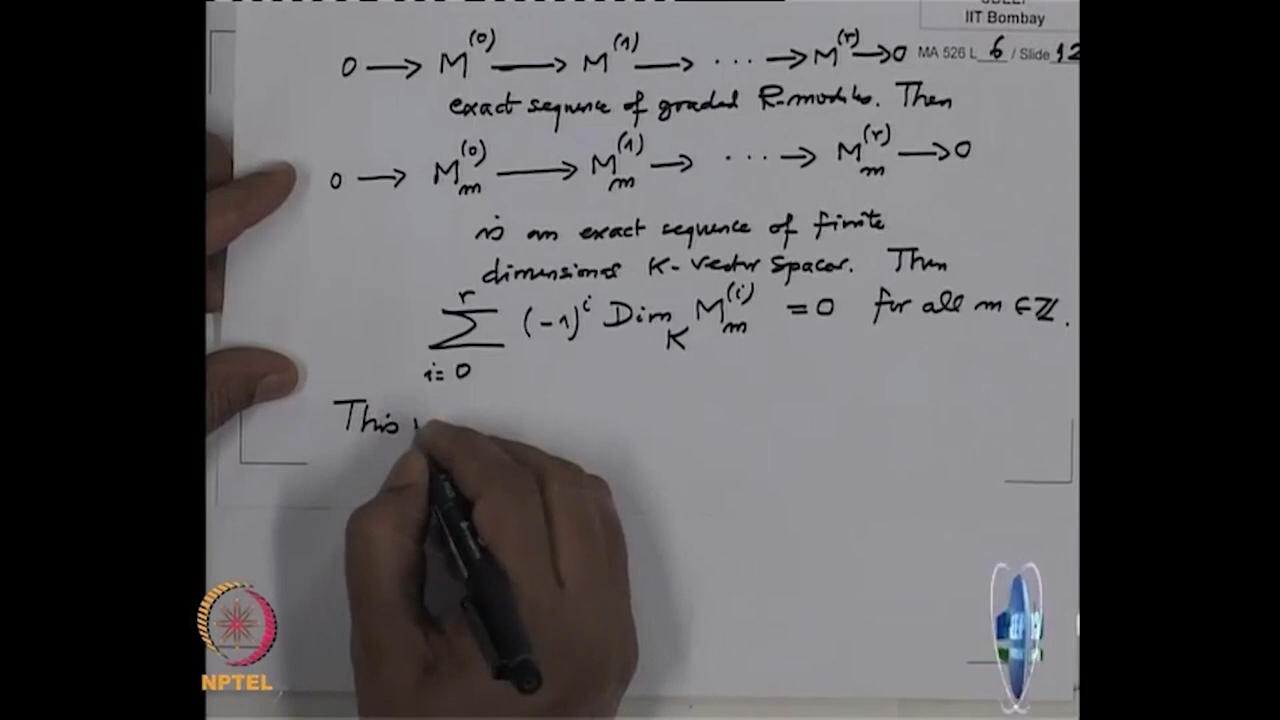 IIT Bombay
MA 526 L 6 / Slide 12
0 → M^(0) → M^(1) → ... → M^(r) → 0
exact sequence of graded R-modules. Then
0 → M_m^(0) → M_m^(1) → ... → M_m^(r) → 0
is an exact sequence of finite
dimensional K-vector spaces. Then
∑_{i=0}^{r} (-1)^i Dim_K M_m^(i) = 0 for all m ∈ ℤ.
This
NPTEL